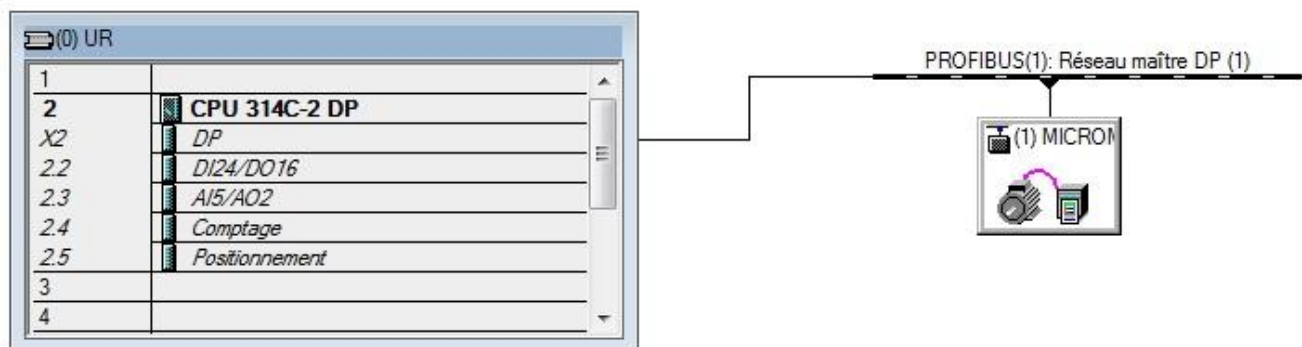 (0) UR
1
2 CPU 314C-2 DP
X2 DP
2.2 DI24/DO16
2.3 AI5/AO2
2.4 Comptage
2.5 Positionnement
3
4
PROFIBUS(1): Réseau maître DP (1)
(1) MICROM